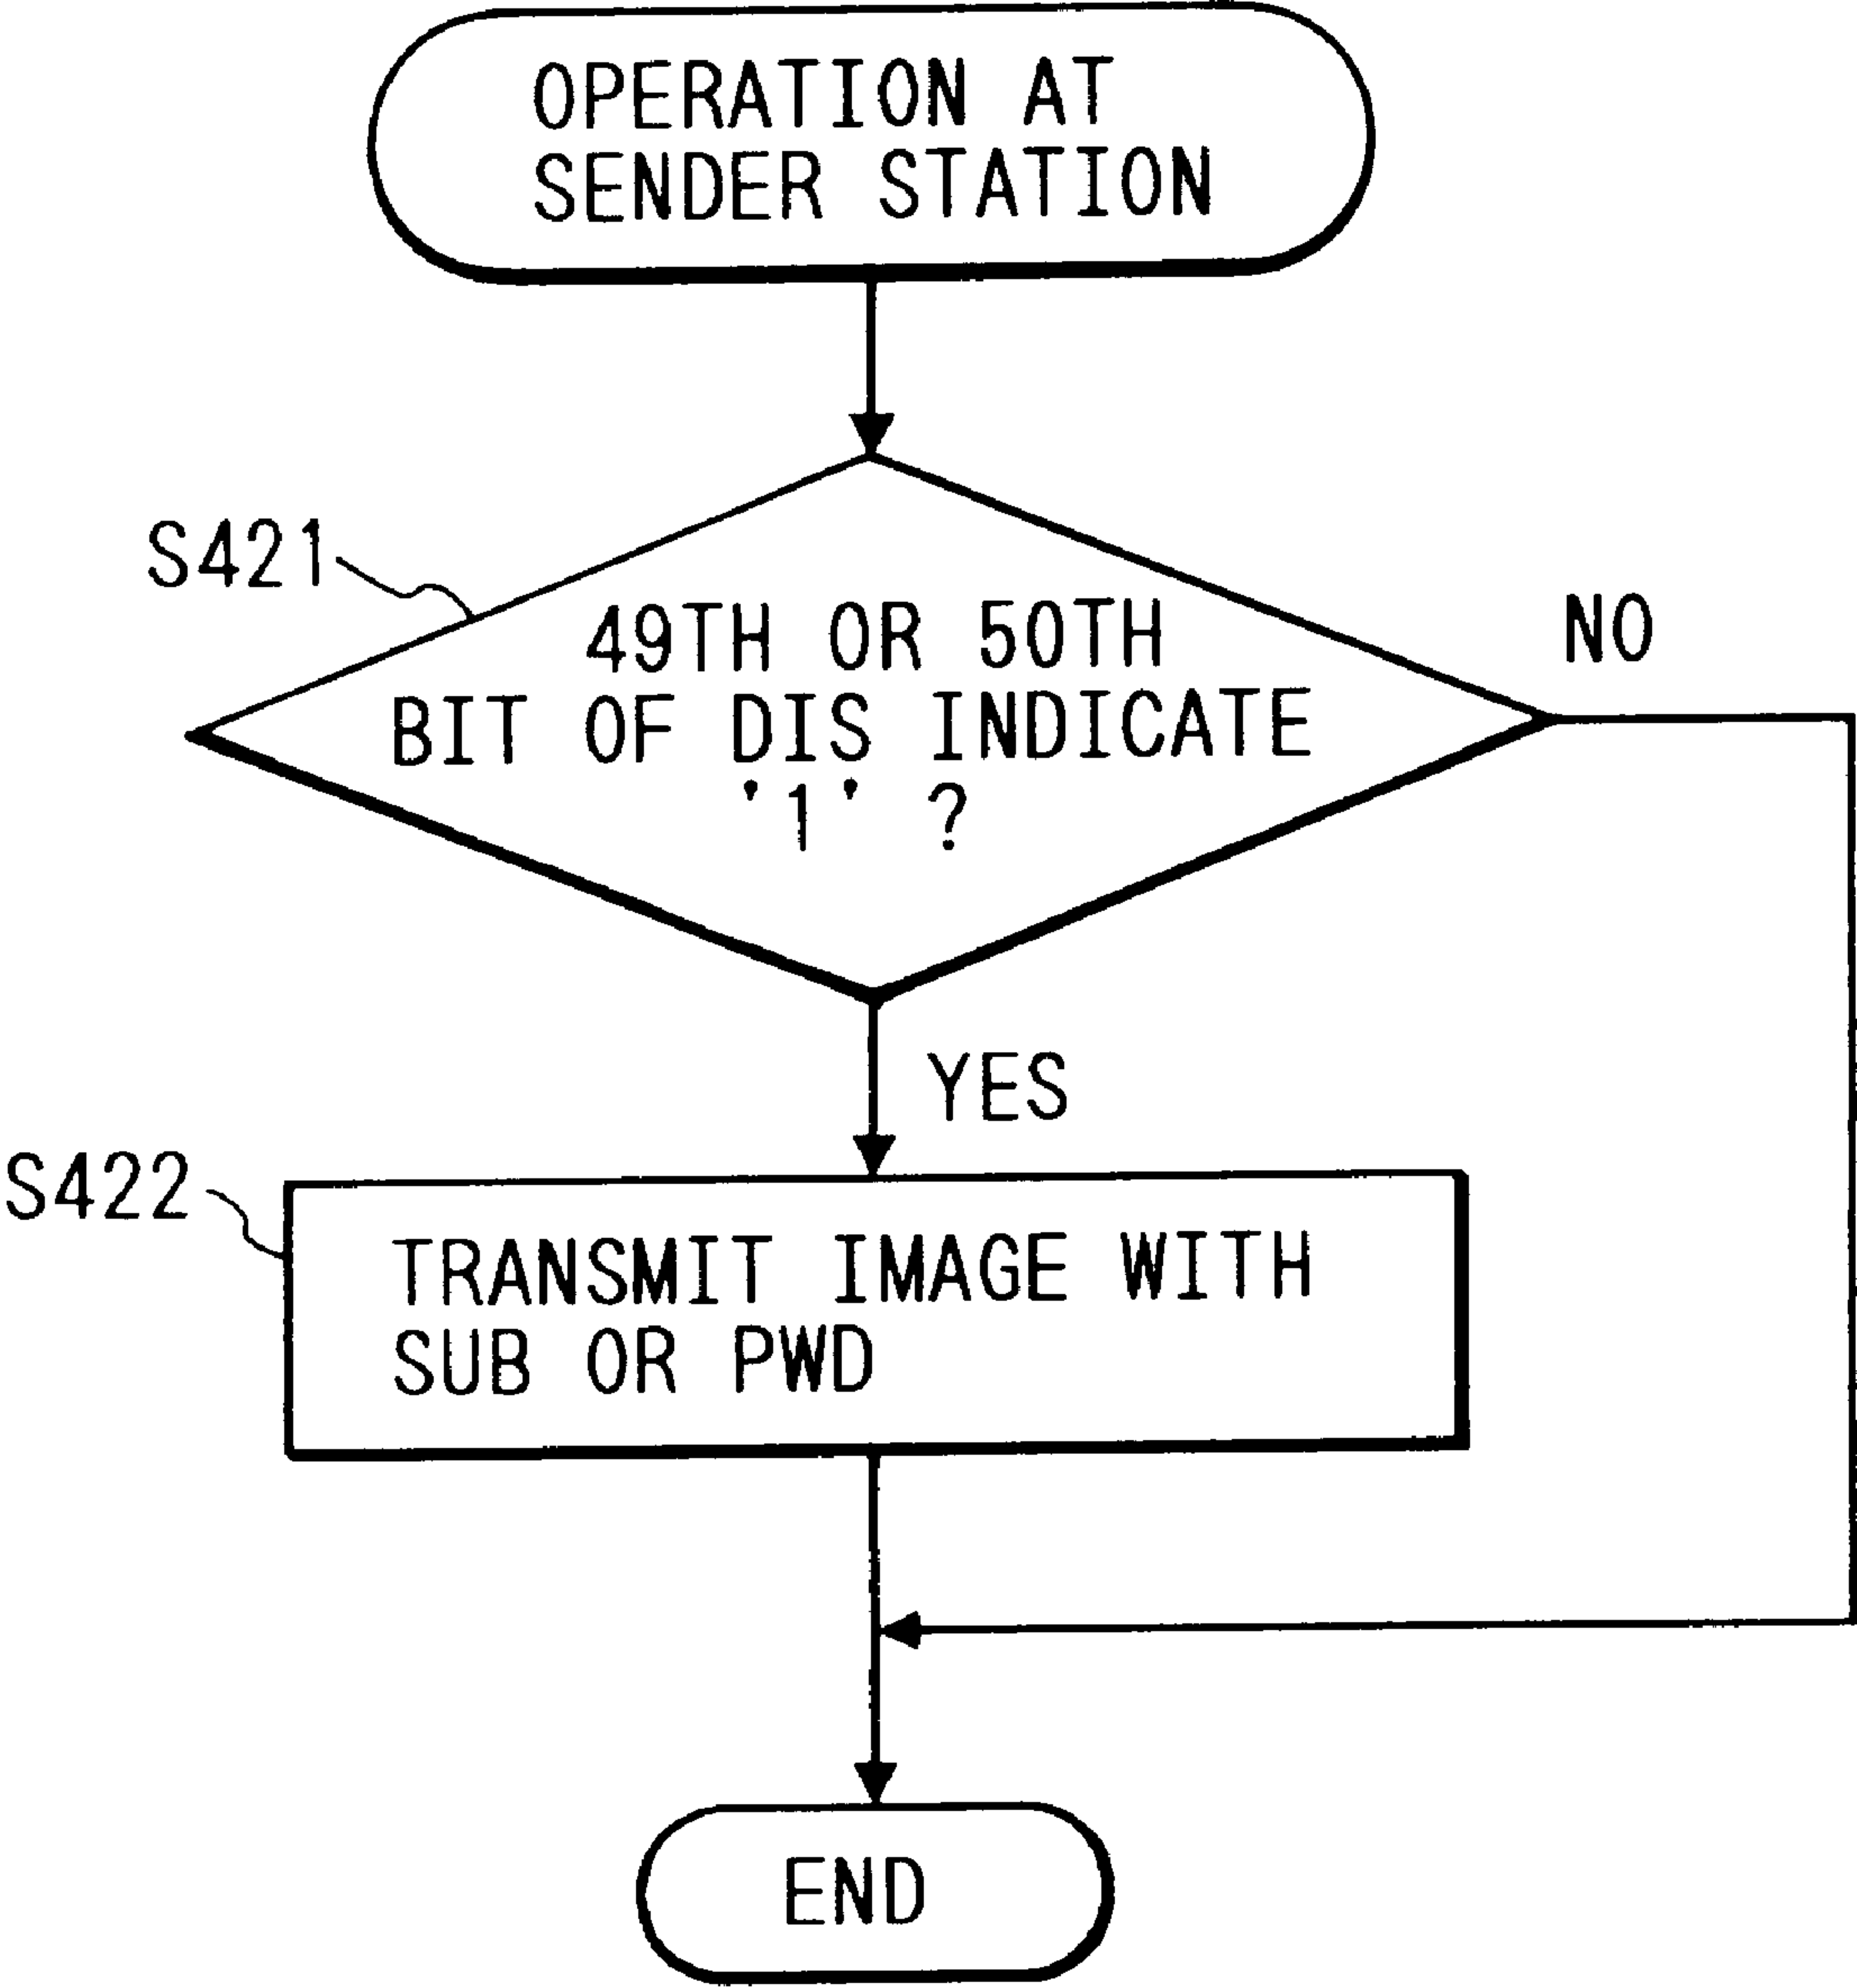 OPERATION AT
SENDER STATION
S421
49TH OR 50TH
BIT OF DIS INDICATE
'1' ?
NO
YES
S422
TRANSMIT IMAGE WITH
SUB OR PWD
END